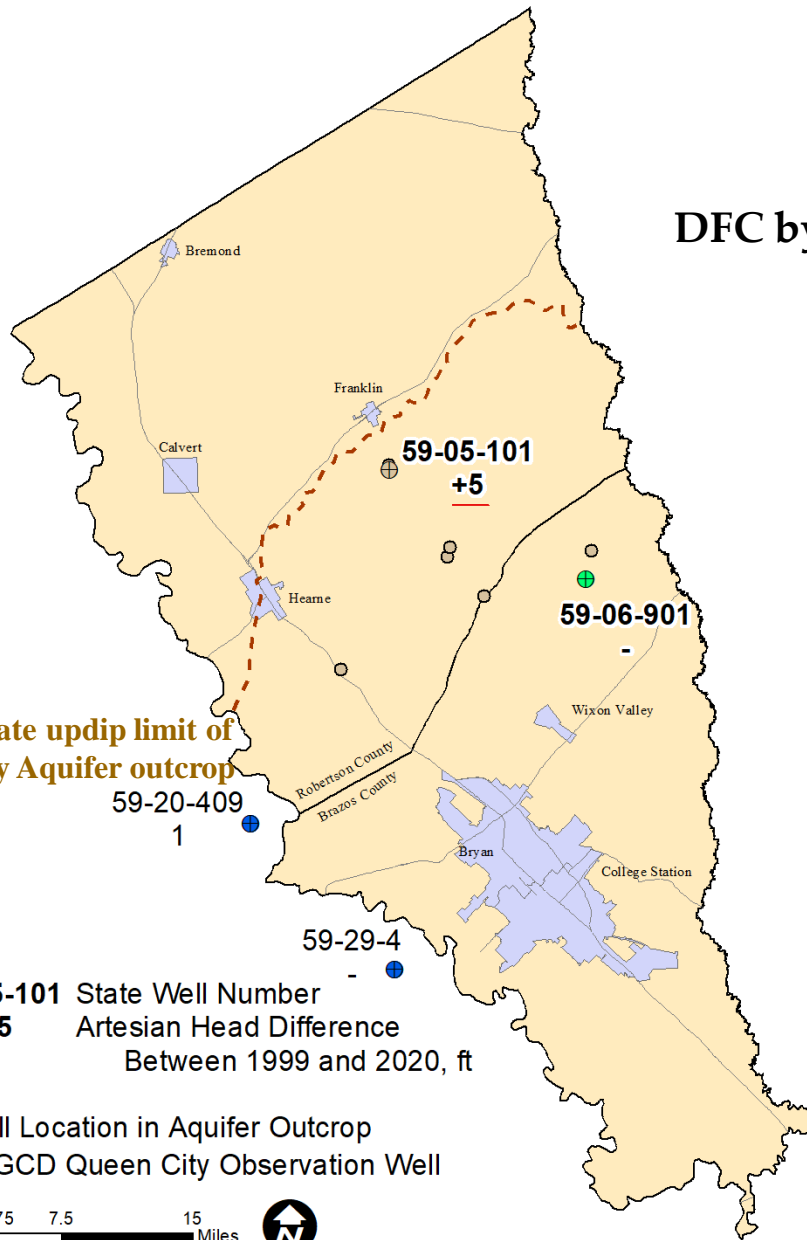 DFC by
Bremond
Franklin
Calvert
59-05-101
+5
Hearne
59-06-901
-
Wixon Valley
ate updip limit of
y Aquifer outcrop
Robertson County
Brazos County
59-20-409
1
Bryan
College Station
59-29-4
-
5-101 State Well Number
5 Artesian Head Difference
Between 1999 and 2020, ft
ll Location in Aquifer Outcrop
GCD Queen City Observation Well
75 7.5 15
Miles
N